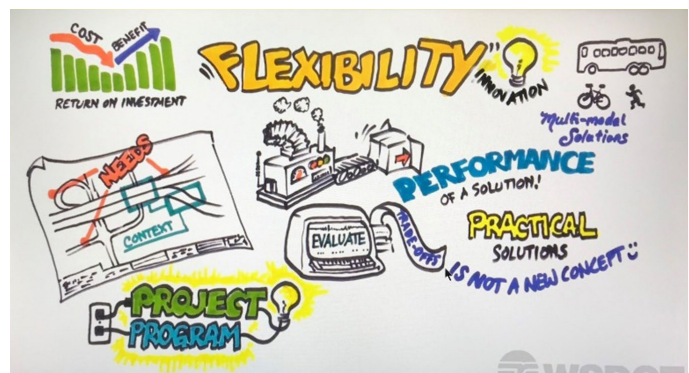 COST
BENEFIT
RETURN ON INVESTMENT
"FLEXIBILITY"
INNOVATION
Multi-modal
Solutions
NEEDS
CONTEXT
PERFORMANCE
OF A SOLUTION!
EVALUATE
TRADE-OFFS
PRACTICAL
SOLUTIONS
IS NOT A NEW CONCEPT
PROJECT
PROGRAM
WSDOT